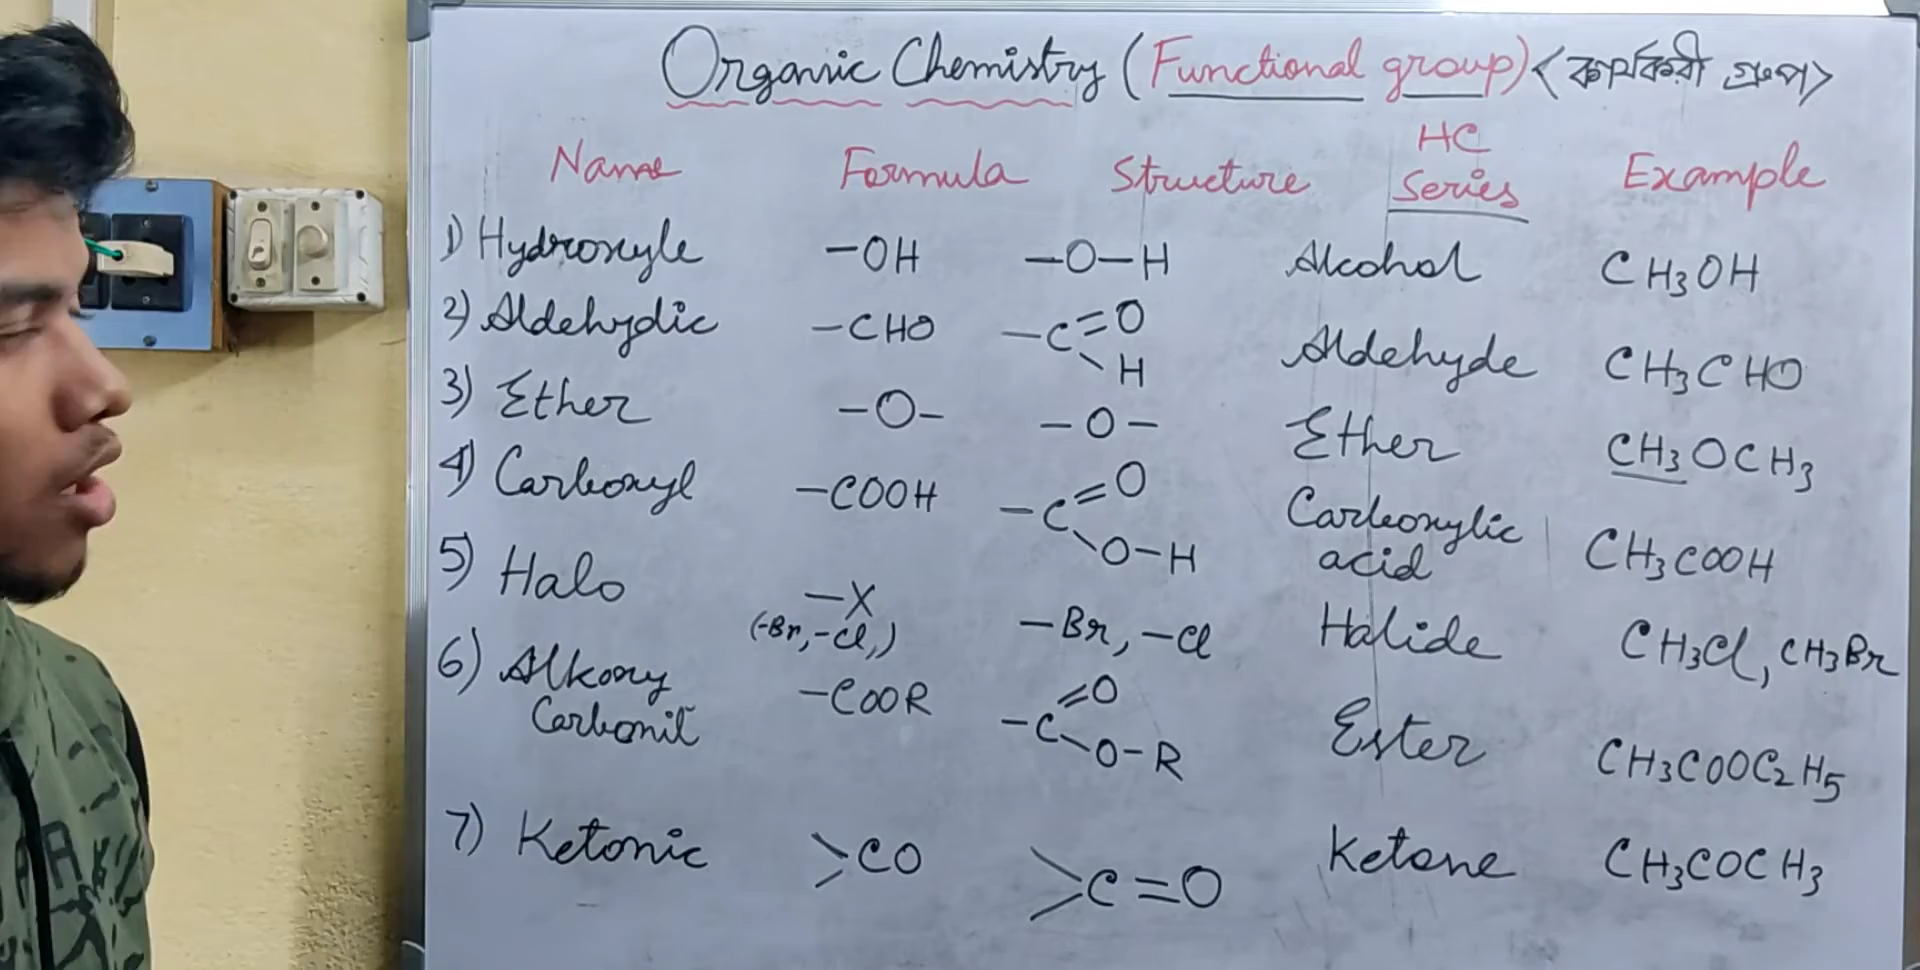 Organic Chemistry (Functional group) <কার্যকরী গ্রুপ>
Name Formula Structure HC Series Example
1) Hydroxyle -OH -O-H Alcohol CH3OH
2) Aldehydic -CHO -C=O H Aldehyde CH3CHO
3) Ether -O- -O- Ether CH3OCH3
4) Carboxyl -COOH -C=O O-H Carboxylic acid CH3COOH
5) Halo -X (-Br, -Cl,) -Br, -Cl Halide CH3Cl, CH3Br
6) Alkoxy Carbonil -COOR -C=O O-R Ester CH3COOC2H5
7) Ketonic >CO >C=O Ketone CH3COCH3